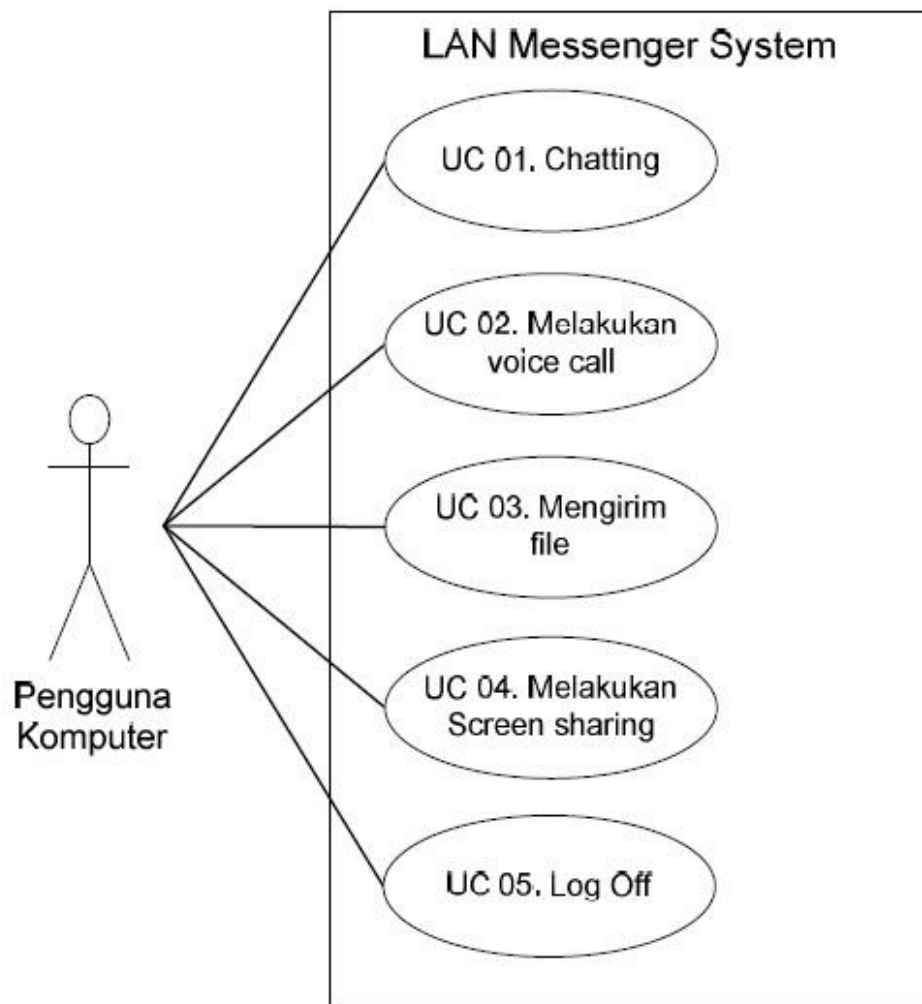 LAN Messenger System
UC 01. Chatting
UC 02. Melakukan
voice call
UC 03. Mengirim
file
UC 04. Melakukan
Screen sharing
UC 05. Log Off
Pengguna
Komputer